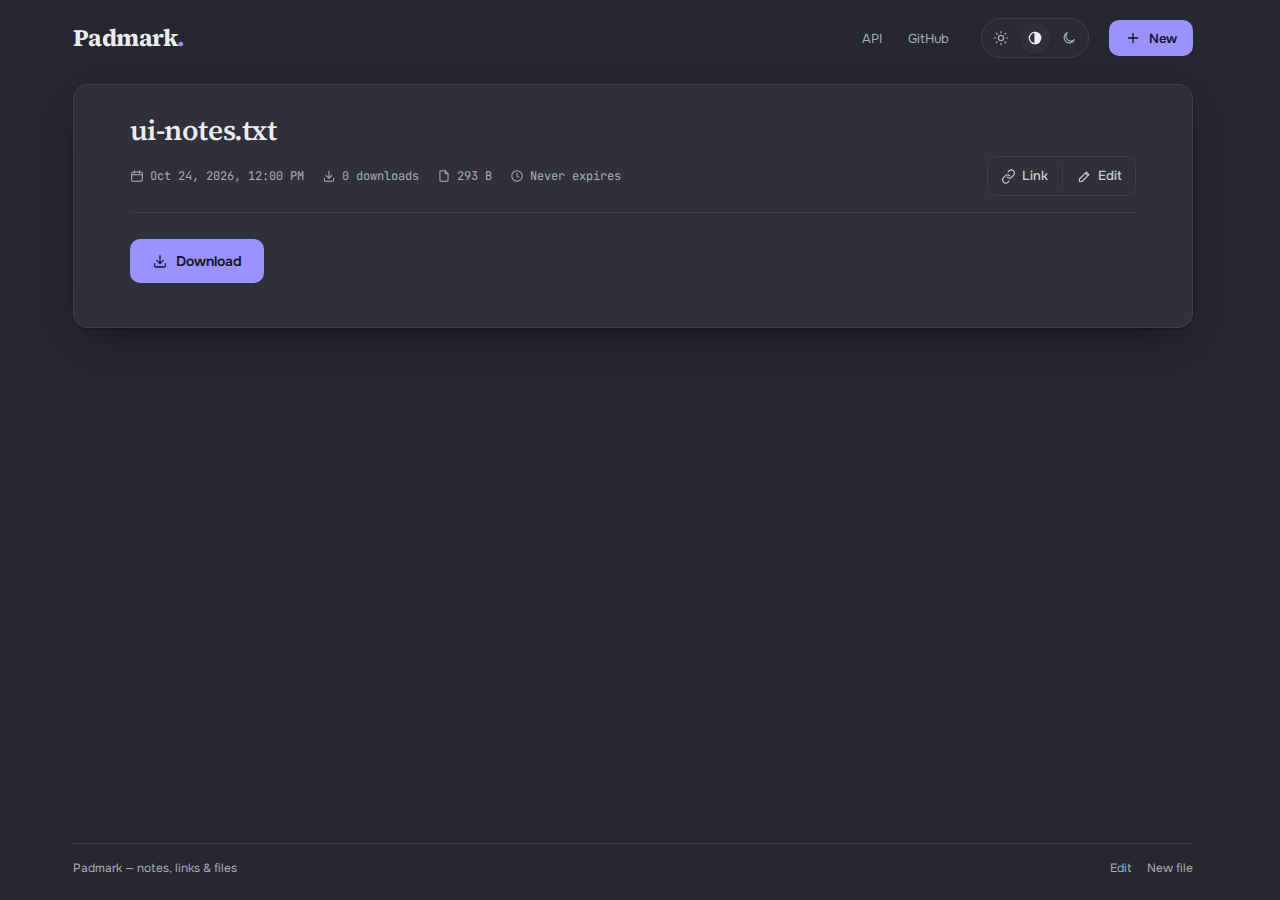 Padmark.
API GitHub New
ui-notes.txt
Oct 24, 2026, 12:00 PM 0 downloads 293 B Never expires Link Edit
Download
Padmark — notes, links & files Edit New file